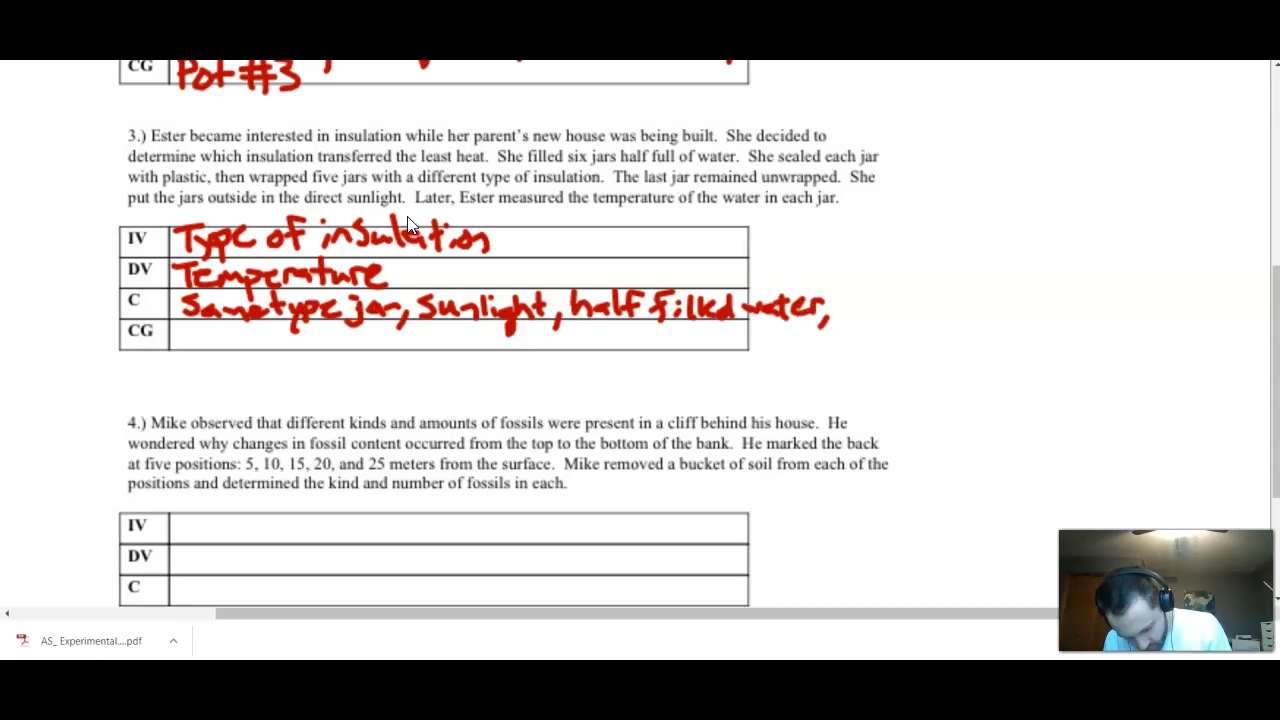 CG
Pot #3
3.) Ester became interested in insulation while her parent's new house was being built. She decided to
determine which insulation transferred the least heat. She filled six jars half full of water. She sealed each jar
with plastic, then wrapped five jars with a different type of insulation. The last jar remained unwrapped. She
put the jars outside in the direct sunlight. Later, Ester measured the temperature of the water in each jar.
IV Type of insulation
DV Temperature
C Same type jar, sunlight, half filled water,
CG
4.) Mike observed that different kinds and amounts of fossils were present in a cliff behind his house. He
wondered why changes in fossil content occurred from the top to the bottom of the bank. He marked the back
at five positions: 5, 10, 15, 20, and 25 meters from the surface. Mike removed a bucket of soil from each of the
positions and determined the kind and number of fossils in each.
IV
DV
C
AS_ Experimental....pdf